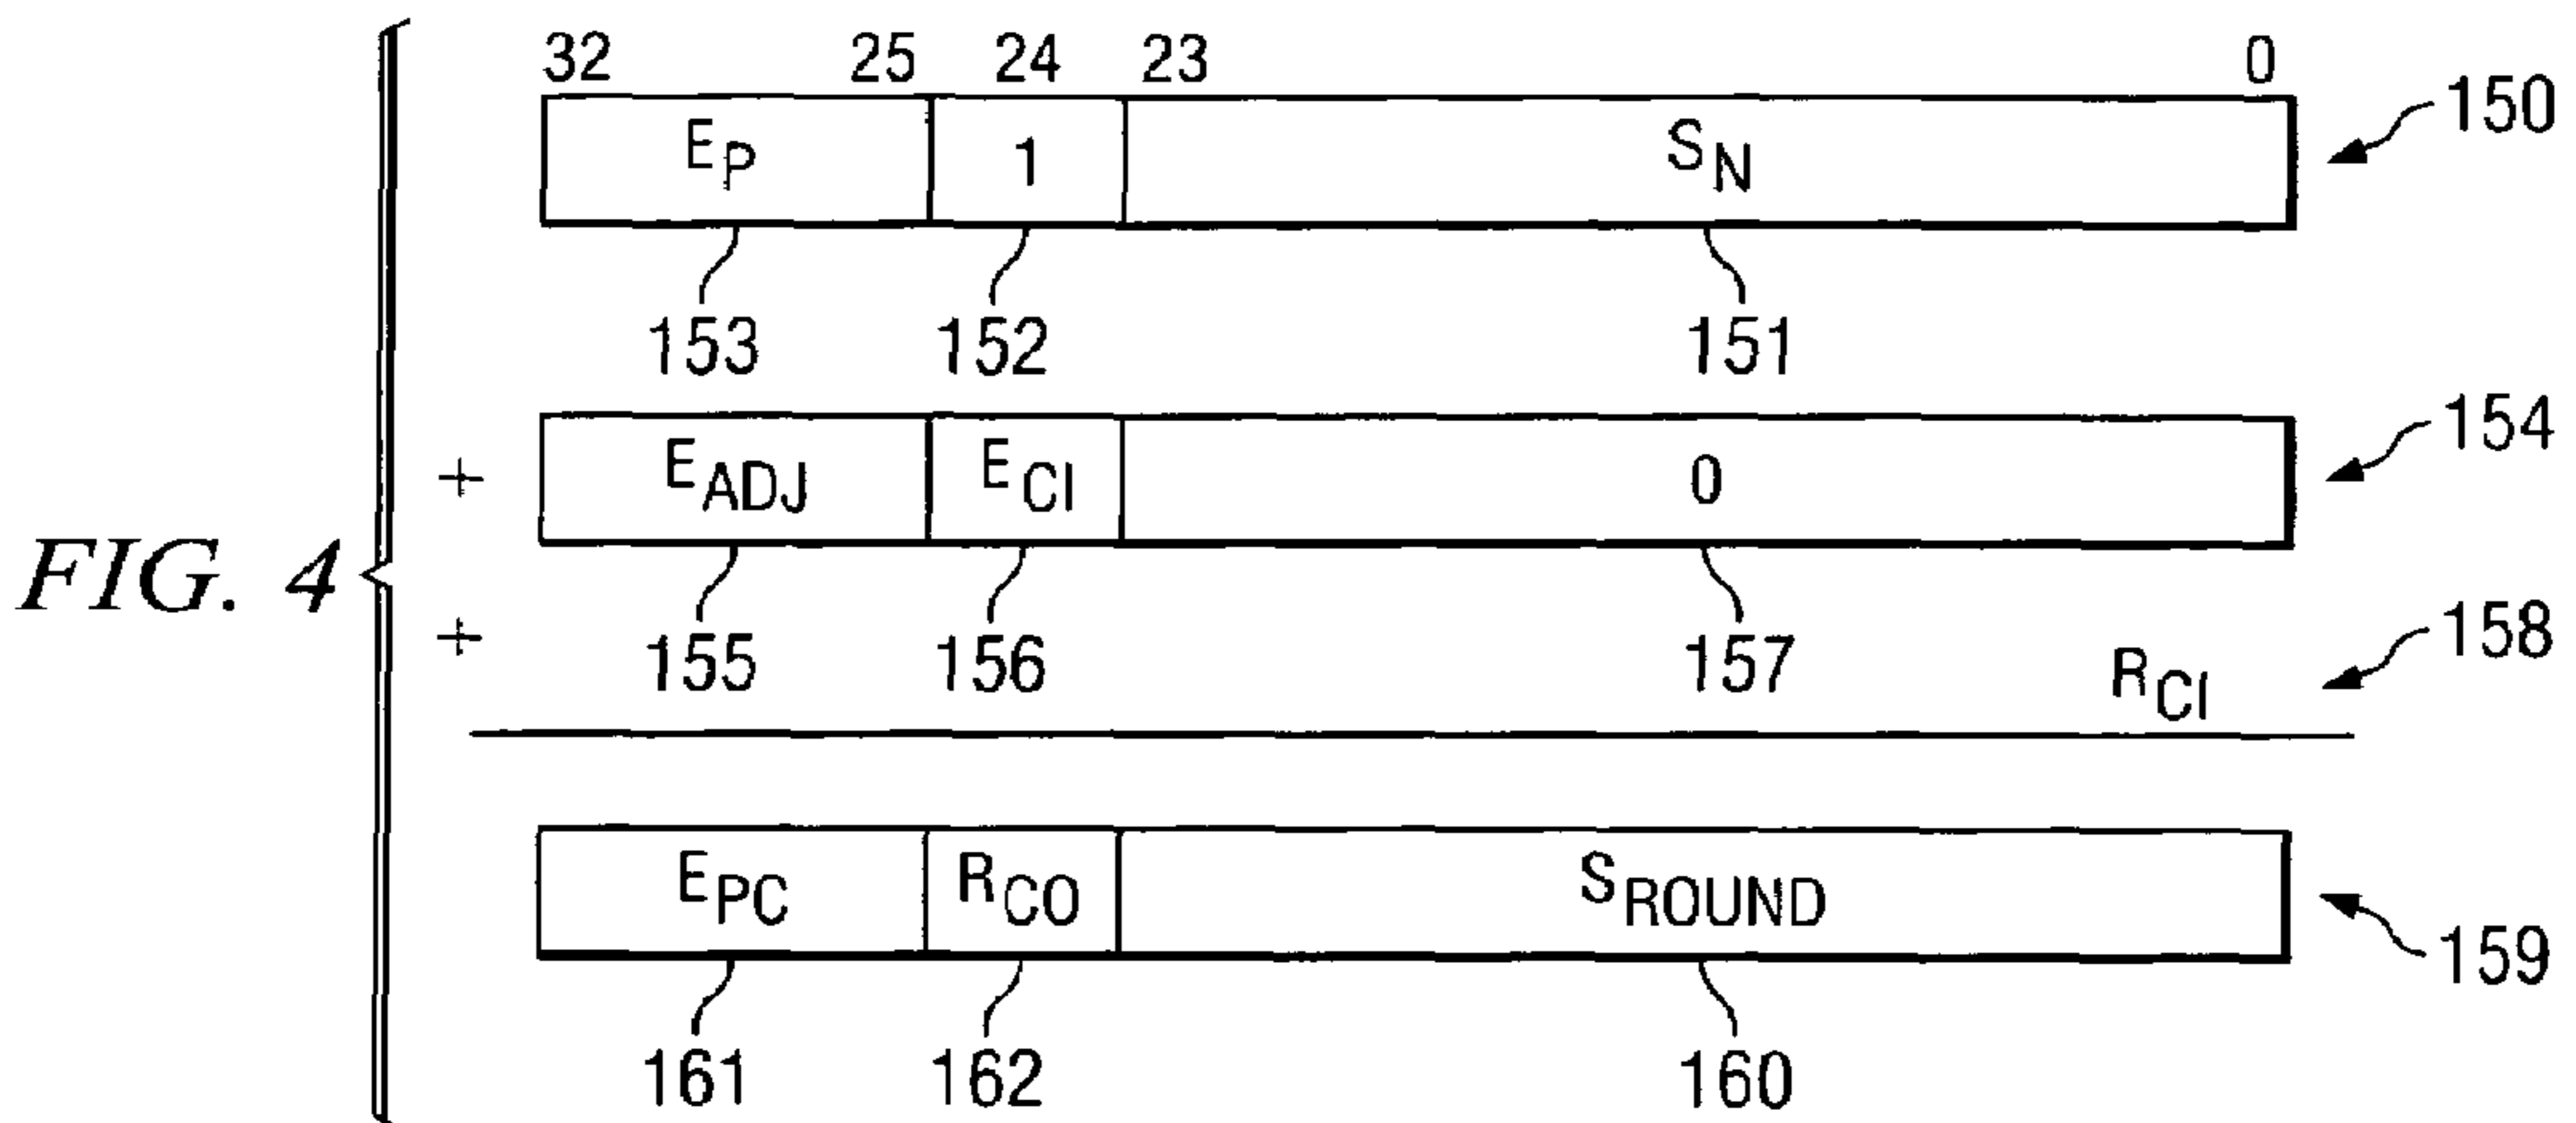 32 25 24 23 0
E_P 1 S_N 150
153 152 151
+ E_ADJ E_CI 0 154
FIG. 4
+ 155 156 157 R_CI 158
E_PC R_CO S_ROUND 159
161 162 160